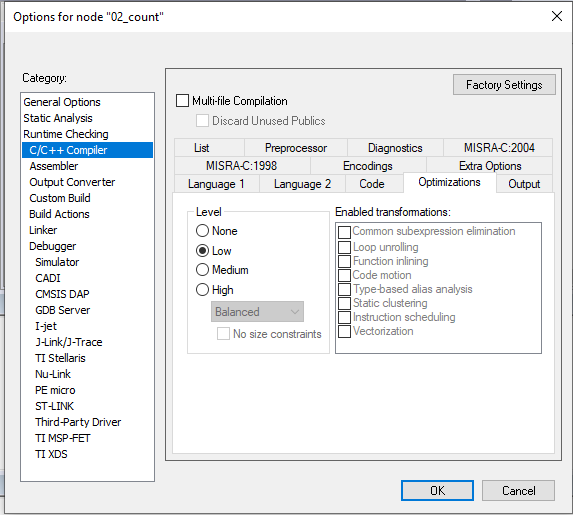 Options for node "02_count"
Category:
General Options
Static Analysis
Runtime Checking
C/C++ Compiler
Assembler
Output Converter
Custom Build
Build Actions
Linker
Debugger
Simulator
CADI
CMSIS DAP
GDB Server
I-jet
J-Link/J-Trace
TI Stellaris
Nu-Link
PE micro
ST-LINK
Third-Party Driver
TI MSP-FET
TI XDS
Factory Settings
Multi-file Compilation
Discard Unused Publics
List Preprocessor Diagnostics MISRA-C:2004
MISRA-C:1998 Encodings Extra Options
Language 1 Language 2 Code Optimizations Output
Level
None
Low
Medium
High
Balanced
No size constraints
Enabled transformations:
Common subexpression elimination
Loop unrolling
Function inlining
Code motion
Type-based alias analysis
Static clustering
Instruction scheduling
Vectorization
OK Cancel